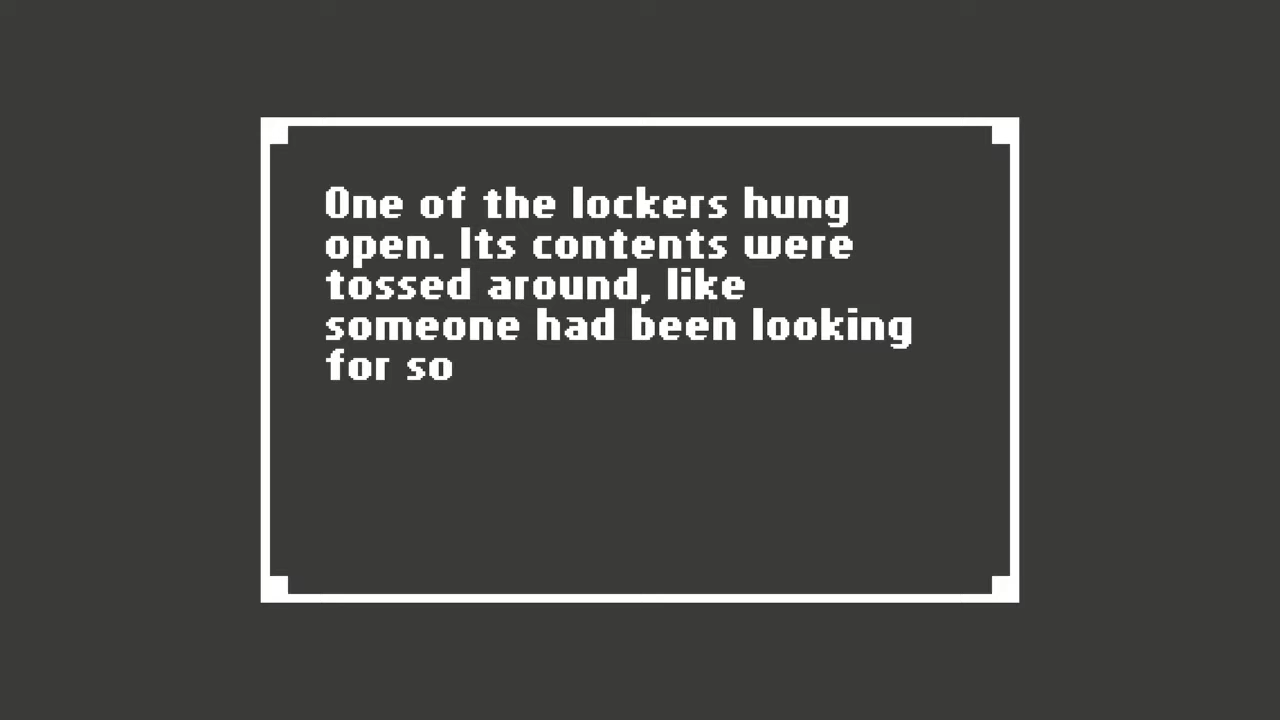 One of the lockers hung
open. Its contents were
tossed around, like
someone had been looking
for so